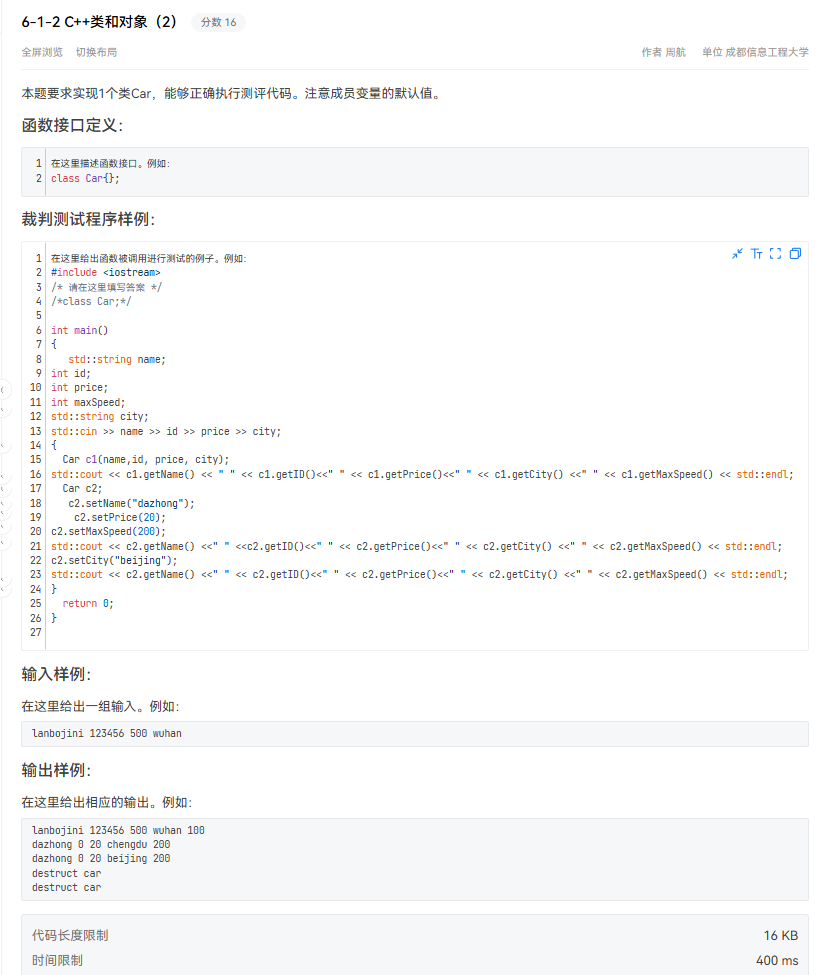 6-1-2 C++类和对象（2） 分数 16
全屏浏览 切换布局 作者 周航 单位 成都信息工程大学
本题要求实现1个类Car，能够正确执行测评代码。注意成员变量的默认值。
函数接口定义：
1 在这里描述函数接口。例如：
2 class Car{};
裁判测试程序样例：
1 在这里给出函数被调用进行测试的例子。例如：
2 #include <iostream>
3 /* 请在这里填写答案 */
4 /*class Car;*/
5
6 int main()
7 {
8 std::string name;
9 int id;
10 int price;
11 int maxSpeed;
12 std::string city;
13 std::cin >> name >> id >> price >> city;
14 {
15 Car c1(name,id, price, city);
16 std::cout << c1.getName() << " " << c1.getID()<<" " << c1.getPrice()<<" " << c1.getCity() <<" " << c1.getMaxSpeed() << std::endl;
17 Car c2;
18 c2.setName("dazhong");
19 c2.setPrice(20);
20 c2.setMaxSpeed(200);
21 std::cout << c2.getName() <<" " <<c2.getID()<<" " << c2.getPrice()<<" " << c2.getCity() <<" " << c2.getMaxSpeed() << std::endl;
22 c2.setCity("beijing");
23 std::cout << c2.getName() <<" " << c2.getID()<<" " << c2.getPrice()<<" " << c2.getCity() <<" " << c2.getMaxSpeed() << std::endl;
24 }
25 return 0;
26 }
27
输入样例：
在这里给出一组输入。例如：
lanbojini 123456 500 wuhan
输出样例：
在这里给出相应的输出。例如：
lanbojini 123456 500 wuhan 100
dazhong 0 20 chengdu 200
dazhong 0 20 beijing 200
destruct car
destruct car
代码长度限制 16 KB
时间限制 400 ms